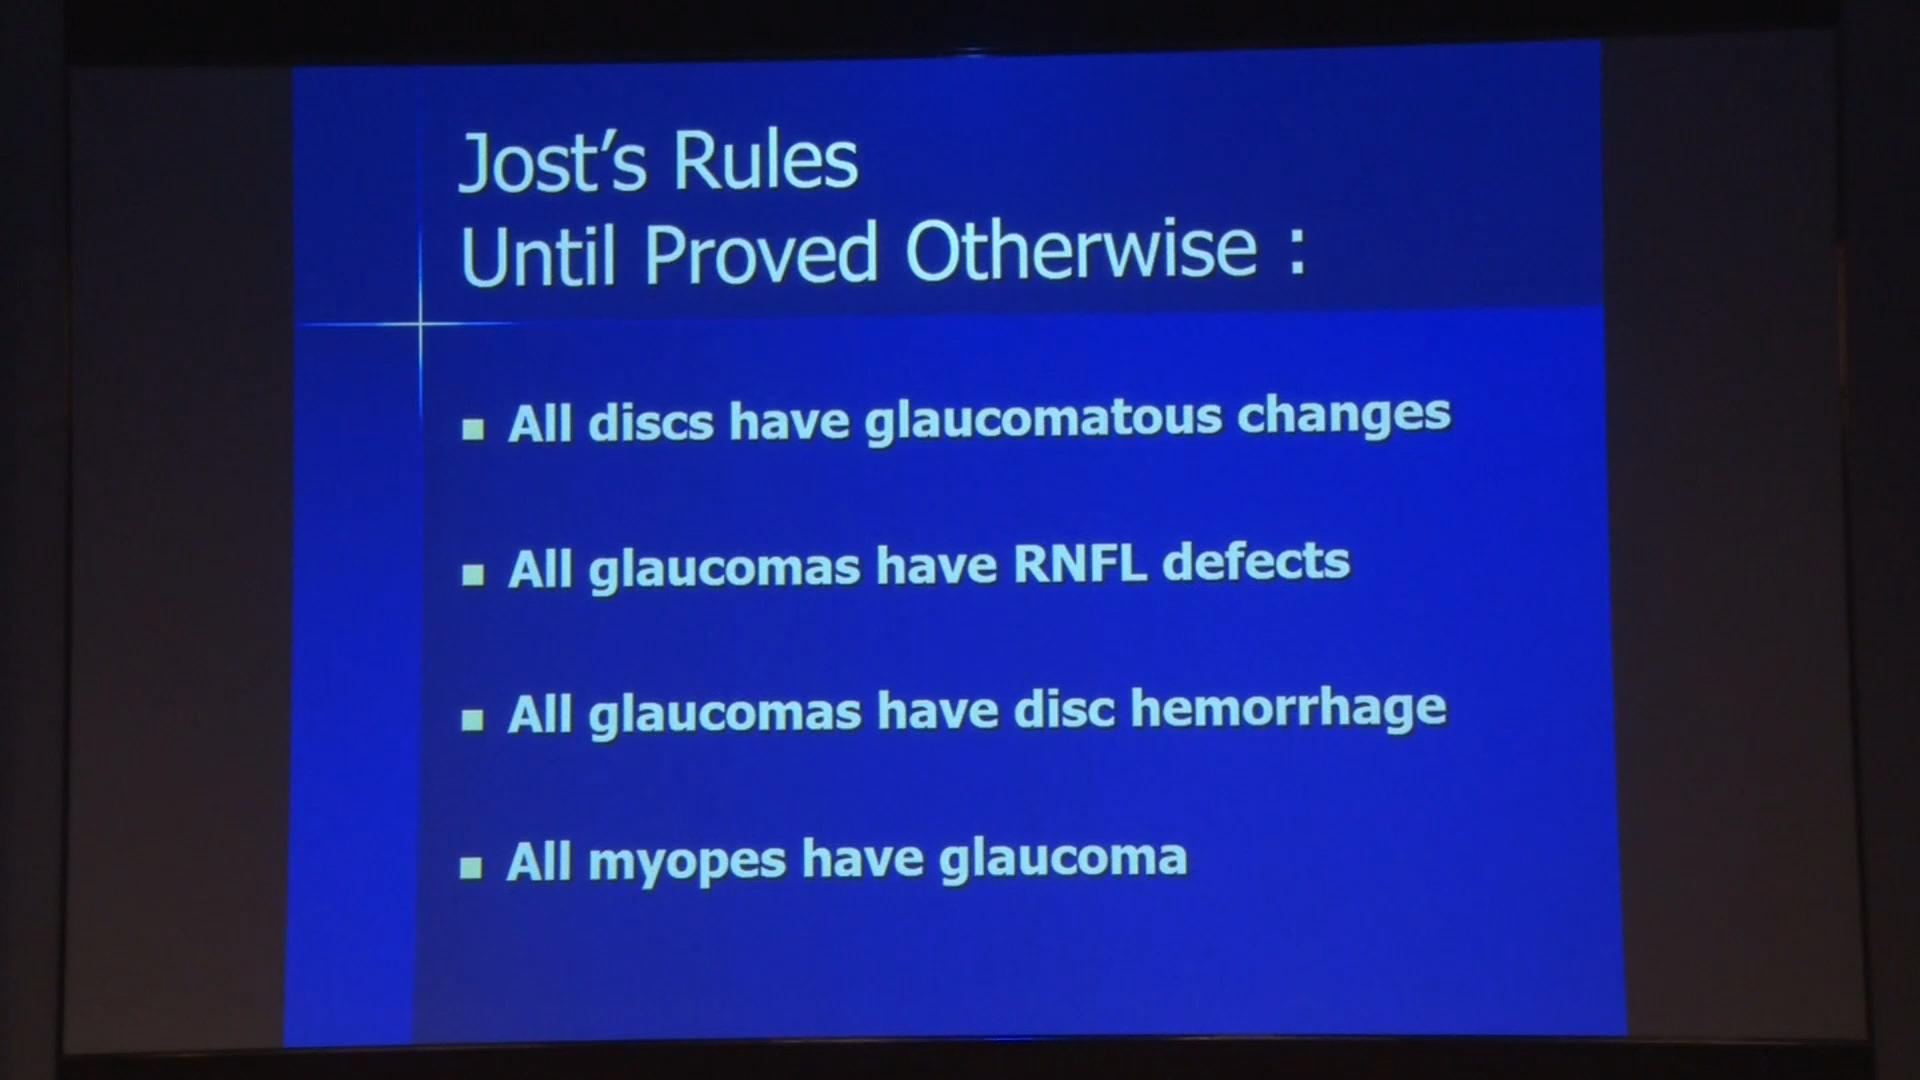 Jost's Rules
Until Proved Otherwise :
All discs have glaucomatous changes
All glaucomas have RNFL defects
All glaucomas have disc hemorrhage
All myopes have glaucoma